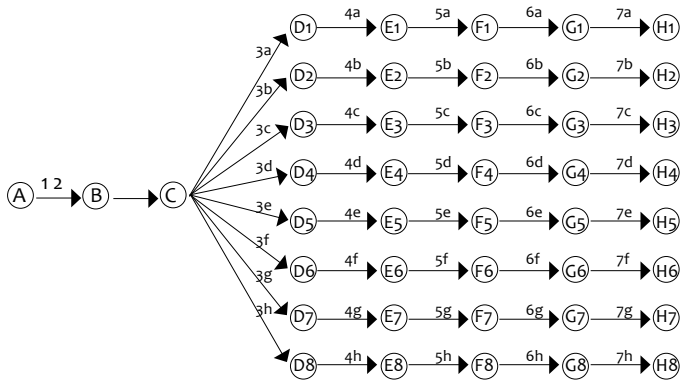 4a 5a 6a 7a
D1 E1 F1 G1 H1
3a
4b 5b 6b 7b
D2 E2 F2 G2 H2
3b
4c 5c 6c 7c
D3 E3 F3 G3 H3
3c
4d 5d 6d 7d
3d
D4 E4 F4 G4 H4
1 2
A B C
3e
4e 5e 6e 7e
D5 E5 F5 G5 H5
3f
4f 5f 6f 7f
D6 E6 F6 G6 H6
3g
4g 5g 6g 7g
D7 E7 F7 G7 H7
3h
4h 5h 6h 7h
D8 E8 F8 G8 H8